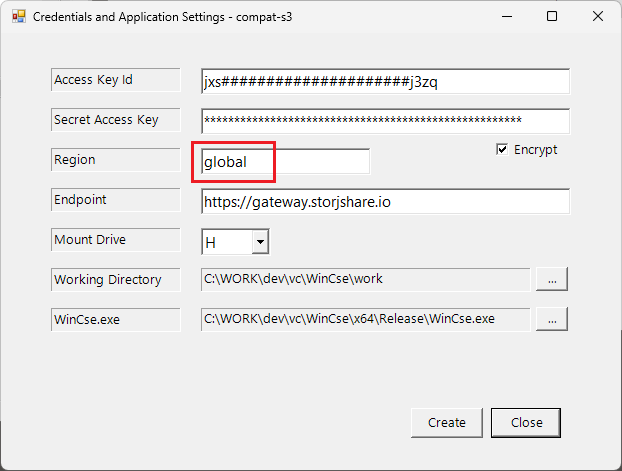 Credentials and Application Settings - compat-s3
Access Key Id jxs#####################j3zq
Secret Access Key *****************************************************
Region global Encrypt
Endpoint https://gateway.storjshare.io
Mount Drive H
Working Directory C:\WORK\dev\vc\WinCse\work ...
WinCse.exe C:\WORK\dev\vc\WinCse\x64\Release\WinCse.exe ...
Create Close